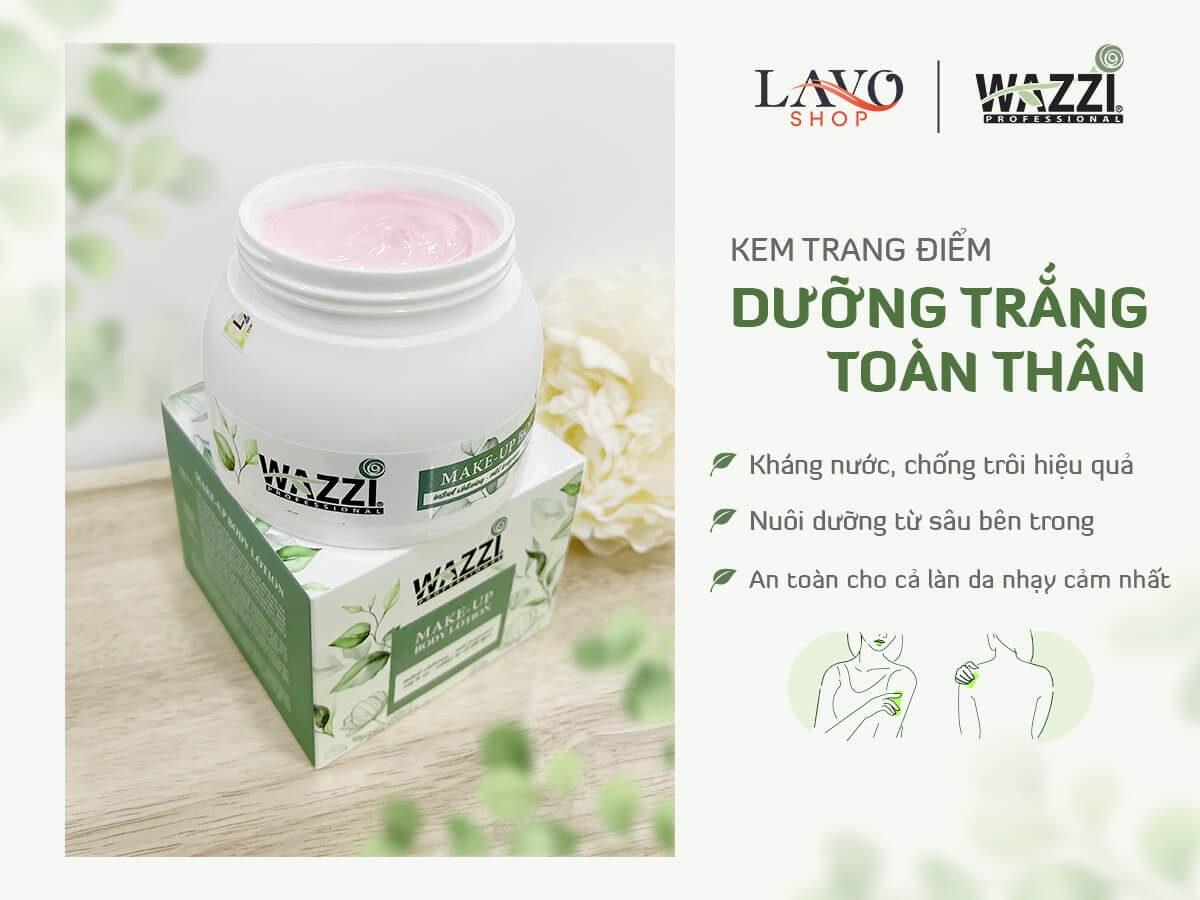 LAVO
SHOP
WAZZI
PROFESSIONAL
KEM TRANG ĐIỂM
DƯỠNG TRẮNG
TOÀN THÂN
Kháng nước, chống trôi hiệu quả
Nuôi dưỡng từ sâu bên trong
An toàn cho cả làn da nhạy cảm nhất
WAZZI
PROFESSIONAL
MAKE-UP
WAZZI
PROFESSIONAL
MAKE-UP
BODY LOTION
MAKE-UP BODY LOTION